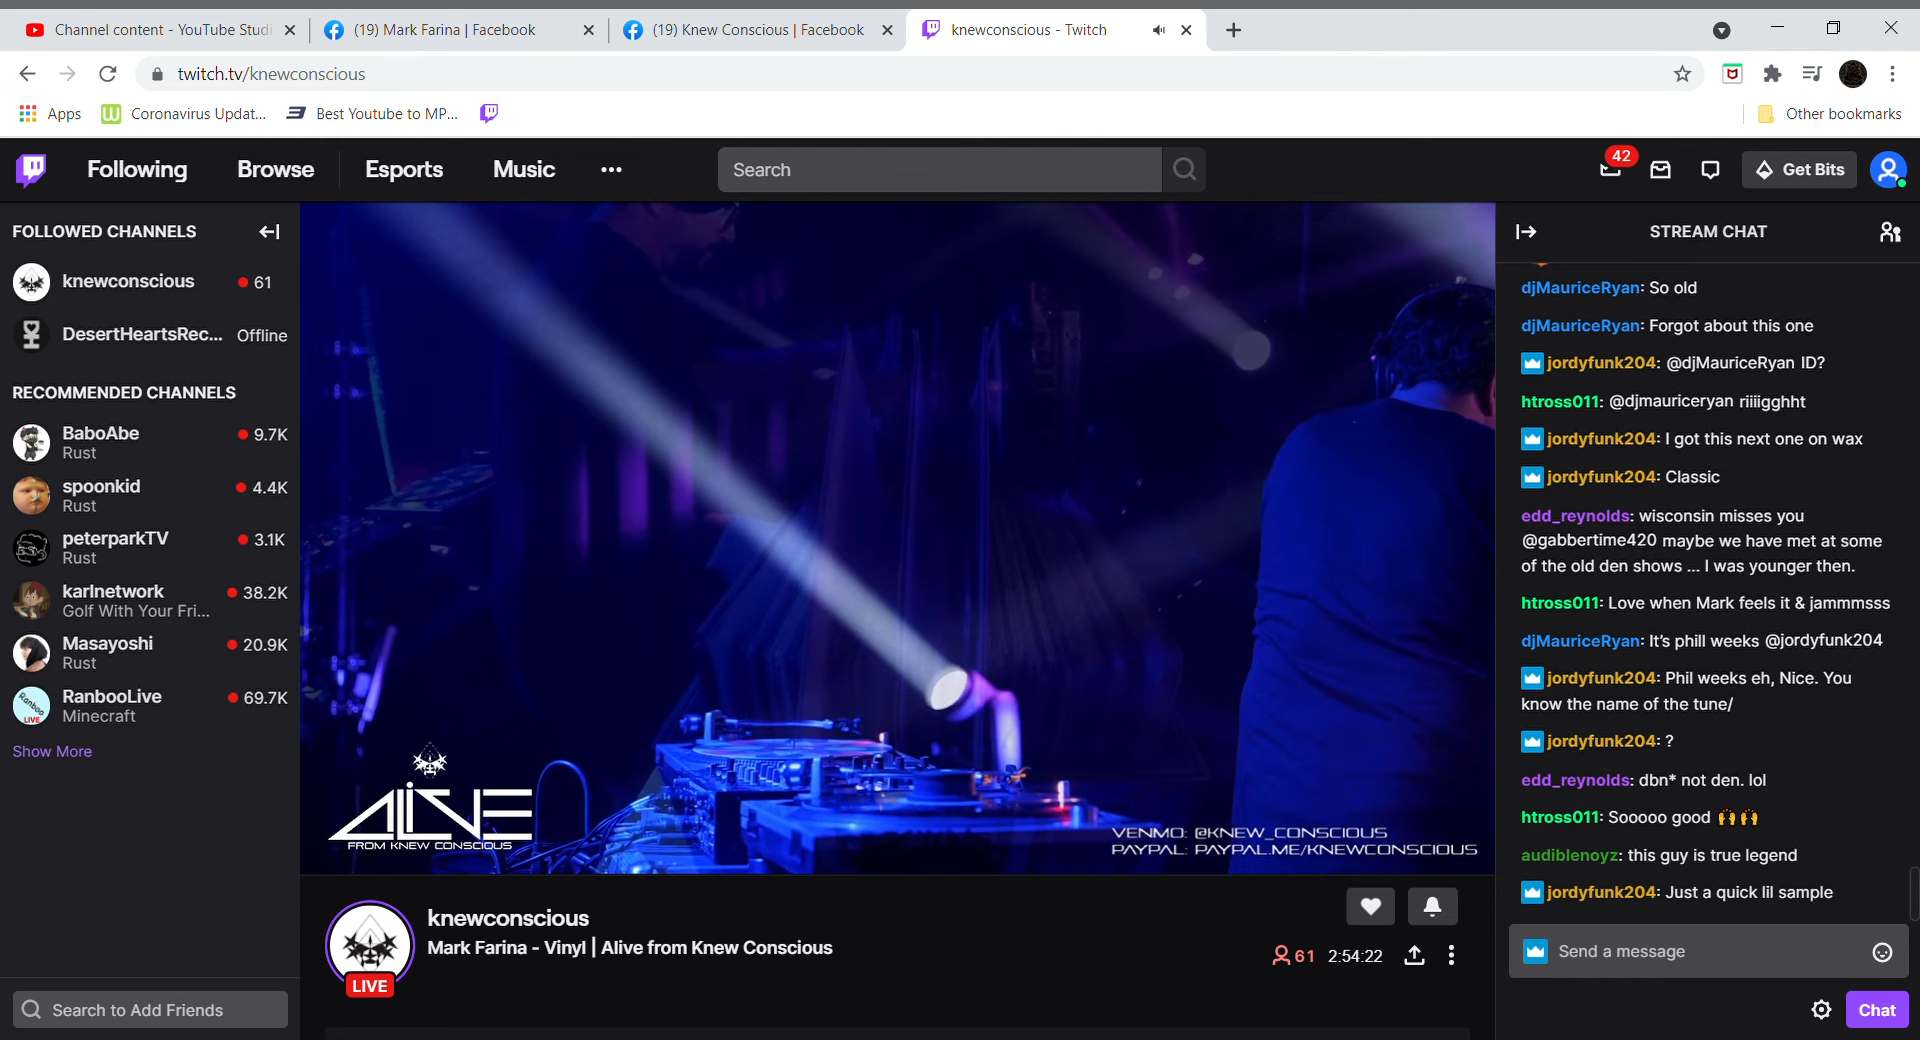 Channel content - YouTube Studi
(19) Mark Farina | Facebook
(19) Knew Conscious | Facebook
knewconscious - Twitch
twitch.tv/knewconscious
Apps
Coronavirus Updat...
Best Youtube to MP...
Other bookmarks
Following
Browse
Esports
Music
Search
42
Get Bits
FOLLOWED CHANNELS
knewconscious
61
DesertHeartsRec...
Offline
RECOMMENDED CHANNELS
BaboAbe
9.7K
Rust
spoonkid
4.4K
Rust
peterparkTV
3.1K
Rust
karlnetwork
38.2K
Golf With Your Fri...
Masayoshi
20.9K
Rust
RanbooLive
69.7K
Minecraft
Ranboo
LIVE
Show More
Search to Add Friends
ALIVE
FROM KNEW CONSCIOUS
VENMO: @KNEW_CONSCIOUS
PAYPAL: PAYPAL.ME/KNEWCONSCIOUS
LIVE
knewconscious
Mark Farina - Vinyl | Alive from Knew Conscious
61
2:54:22
STREAM CHAT
djMauriceRyan: So old
djMauriceRyan: Forgot about this one
jordyfunk204: @djMauriceRyan ID?
htross011: @djmauriceryan riiiigghht
jordyfunk204: I got this next one on wax
jordyfunk204: Classic
edd_reynolds: wisconsin misses you
@gabbertime420 maybe we have met at some
of the old den shows ... I was younger then.
htross011: Love when Mark feels it & jammmsss
djMauriceRyan: It's phill weeks @jordyfunk204
jordyfunk204: Phil weeks eh, Nice. You
know the name of the tune/
jordyfunk204: ?
edd_reynolds: dbn* not den. lol
htross011: Sooooo good 🙌🙌
audiblenoyz: this guy is true legend
jordyfunk204: Just a quick lil sample
Send a message
Chat